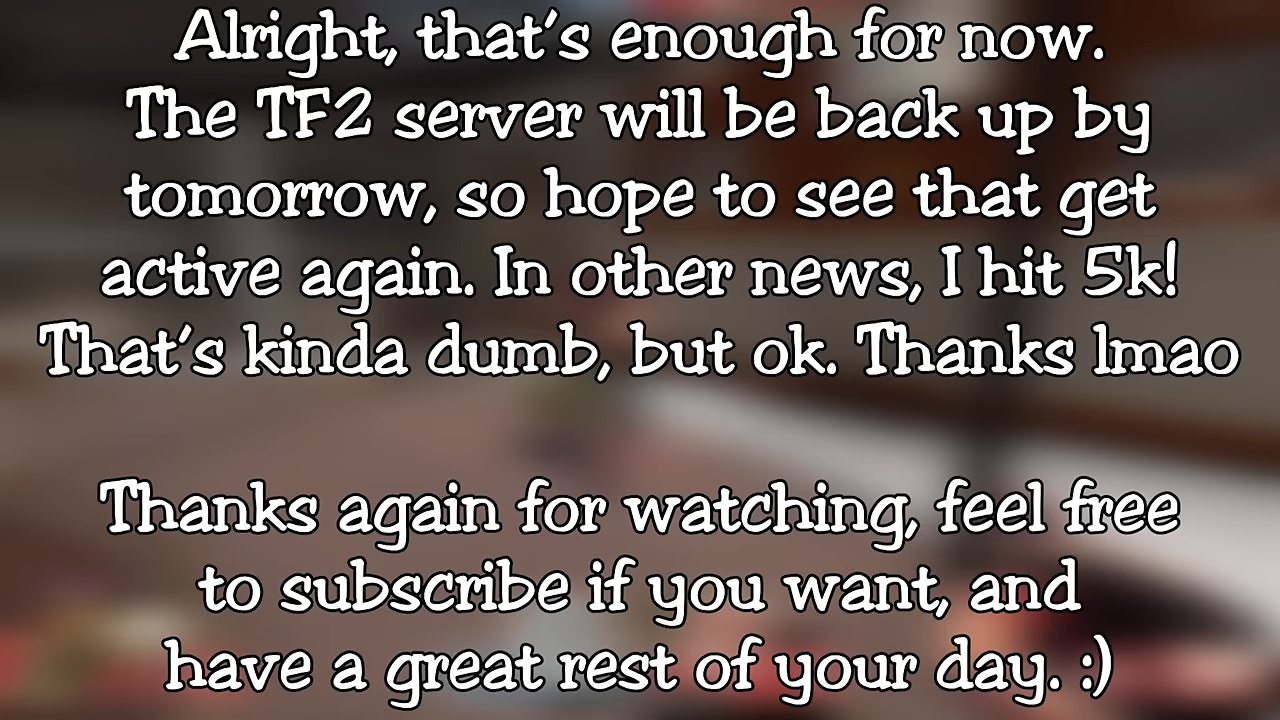 Alright, that's enough for now.
The TF2 server will be back up by
tomorrow, so hope to see that get
active again. In other news, I hit 5k!
That's kinda dumb, but ok. Thanks lmao
Thanks again for watching, feel free
to subscribe if you want, and
have a great rest of your day. :)